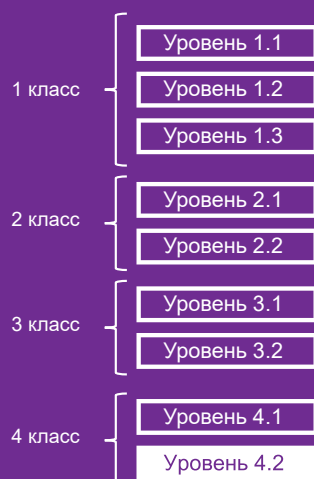 1 класс
Уровень 1.1
Уровень 1.2
Уровень 1.3
2 класс
Уровень 2.1
Уровень 2.2
3 класс
Уровень 3.1
Уровень 3.2
4 класс
Уровень 4.1
Уровень 4.2